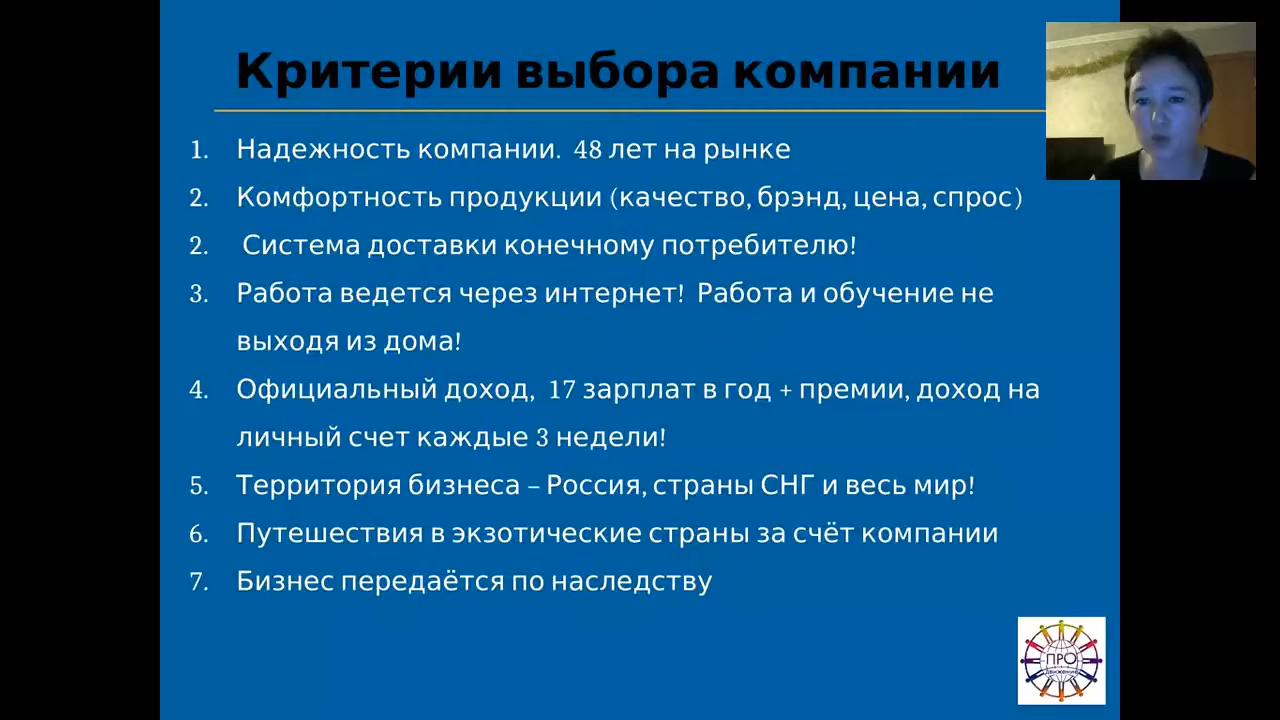 Критерии выбора компании
1. Надежность компании. 48 лет на рынке
2. Комфортность продукции (качество, брэнд, цена, спрос)
2. Система доставки конечному потребителю!
3. Работа ведется через интернет! Работа и обучение не
выходя из дома!
4. Официальный доход, 17 зарплат в год + премии, доход на
личный счет каждые 3 недели!
5. Территория бизнеса – Россия, страны СНГ и весь мир!
6. Путешествия в экзотические страны за счёт компании
7. Бизнес передаётся по наследству
ПРО
движение